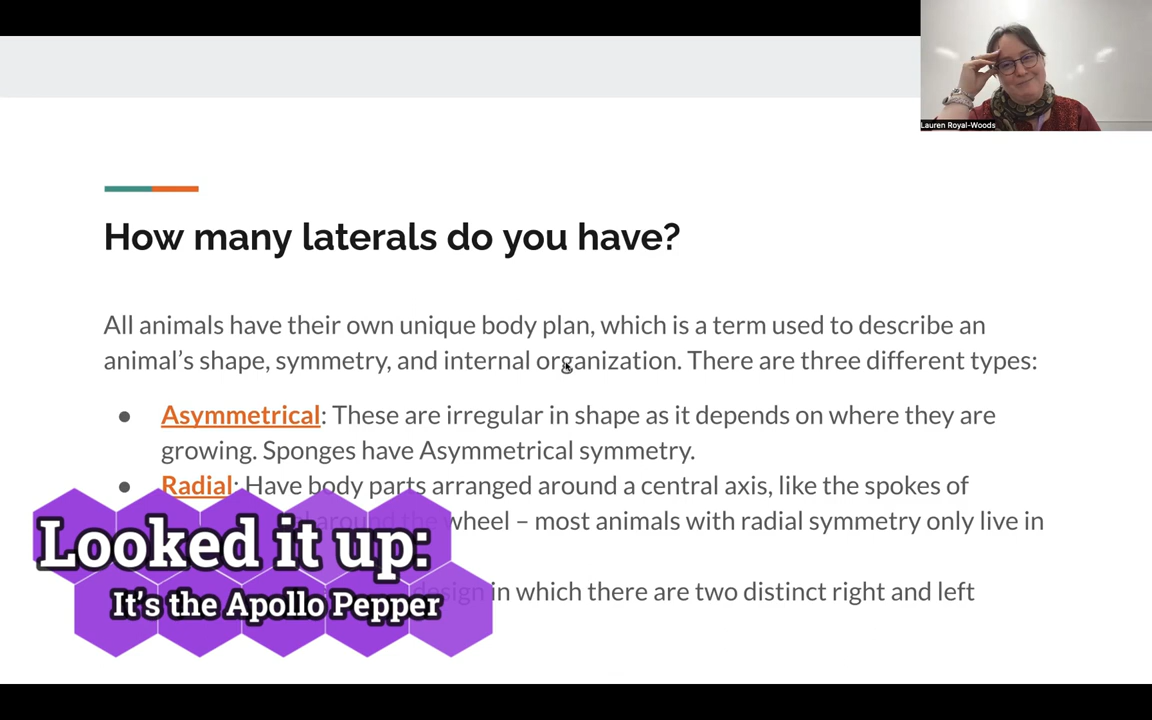 Lauren Royal-Woods
How many laterals do you have?
All animals have their own unique body plan, which is a term used to describe an
animal's shape, symmetry, and internal organization. There are three different types:
● Asymmetrical: These are irregular in shape as it depends on where they are
growing. Sponges have Asymmetrical symmetry.
● Radial: Have body parts arranged around a central axis, like the spokes of
around the wheel – most animals with radial symmetry only live in
design in which there are two distinct right and left
Looked it up:
It's the Apollo Pepper